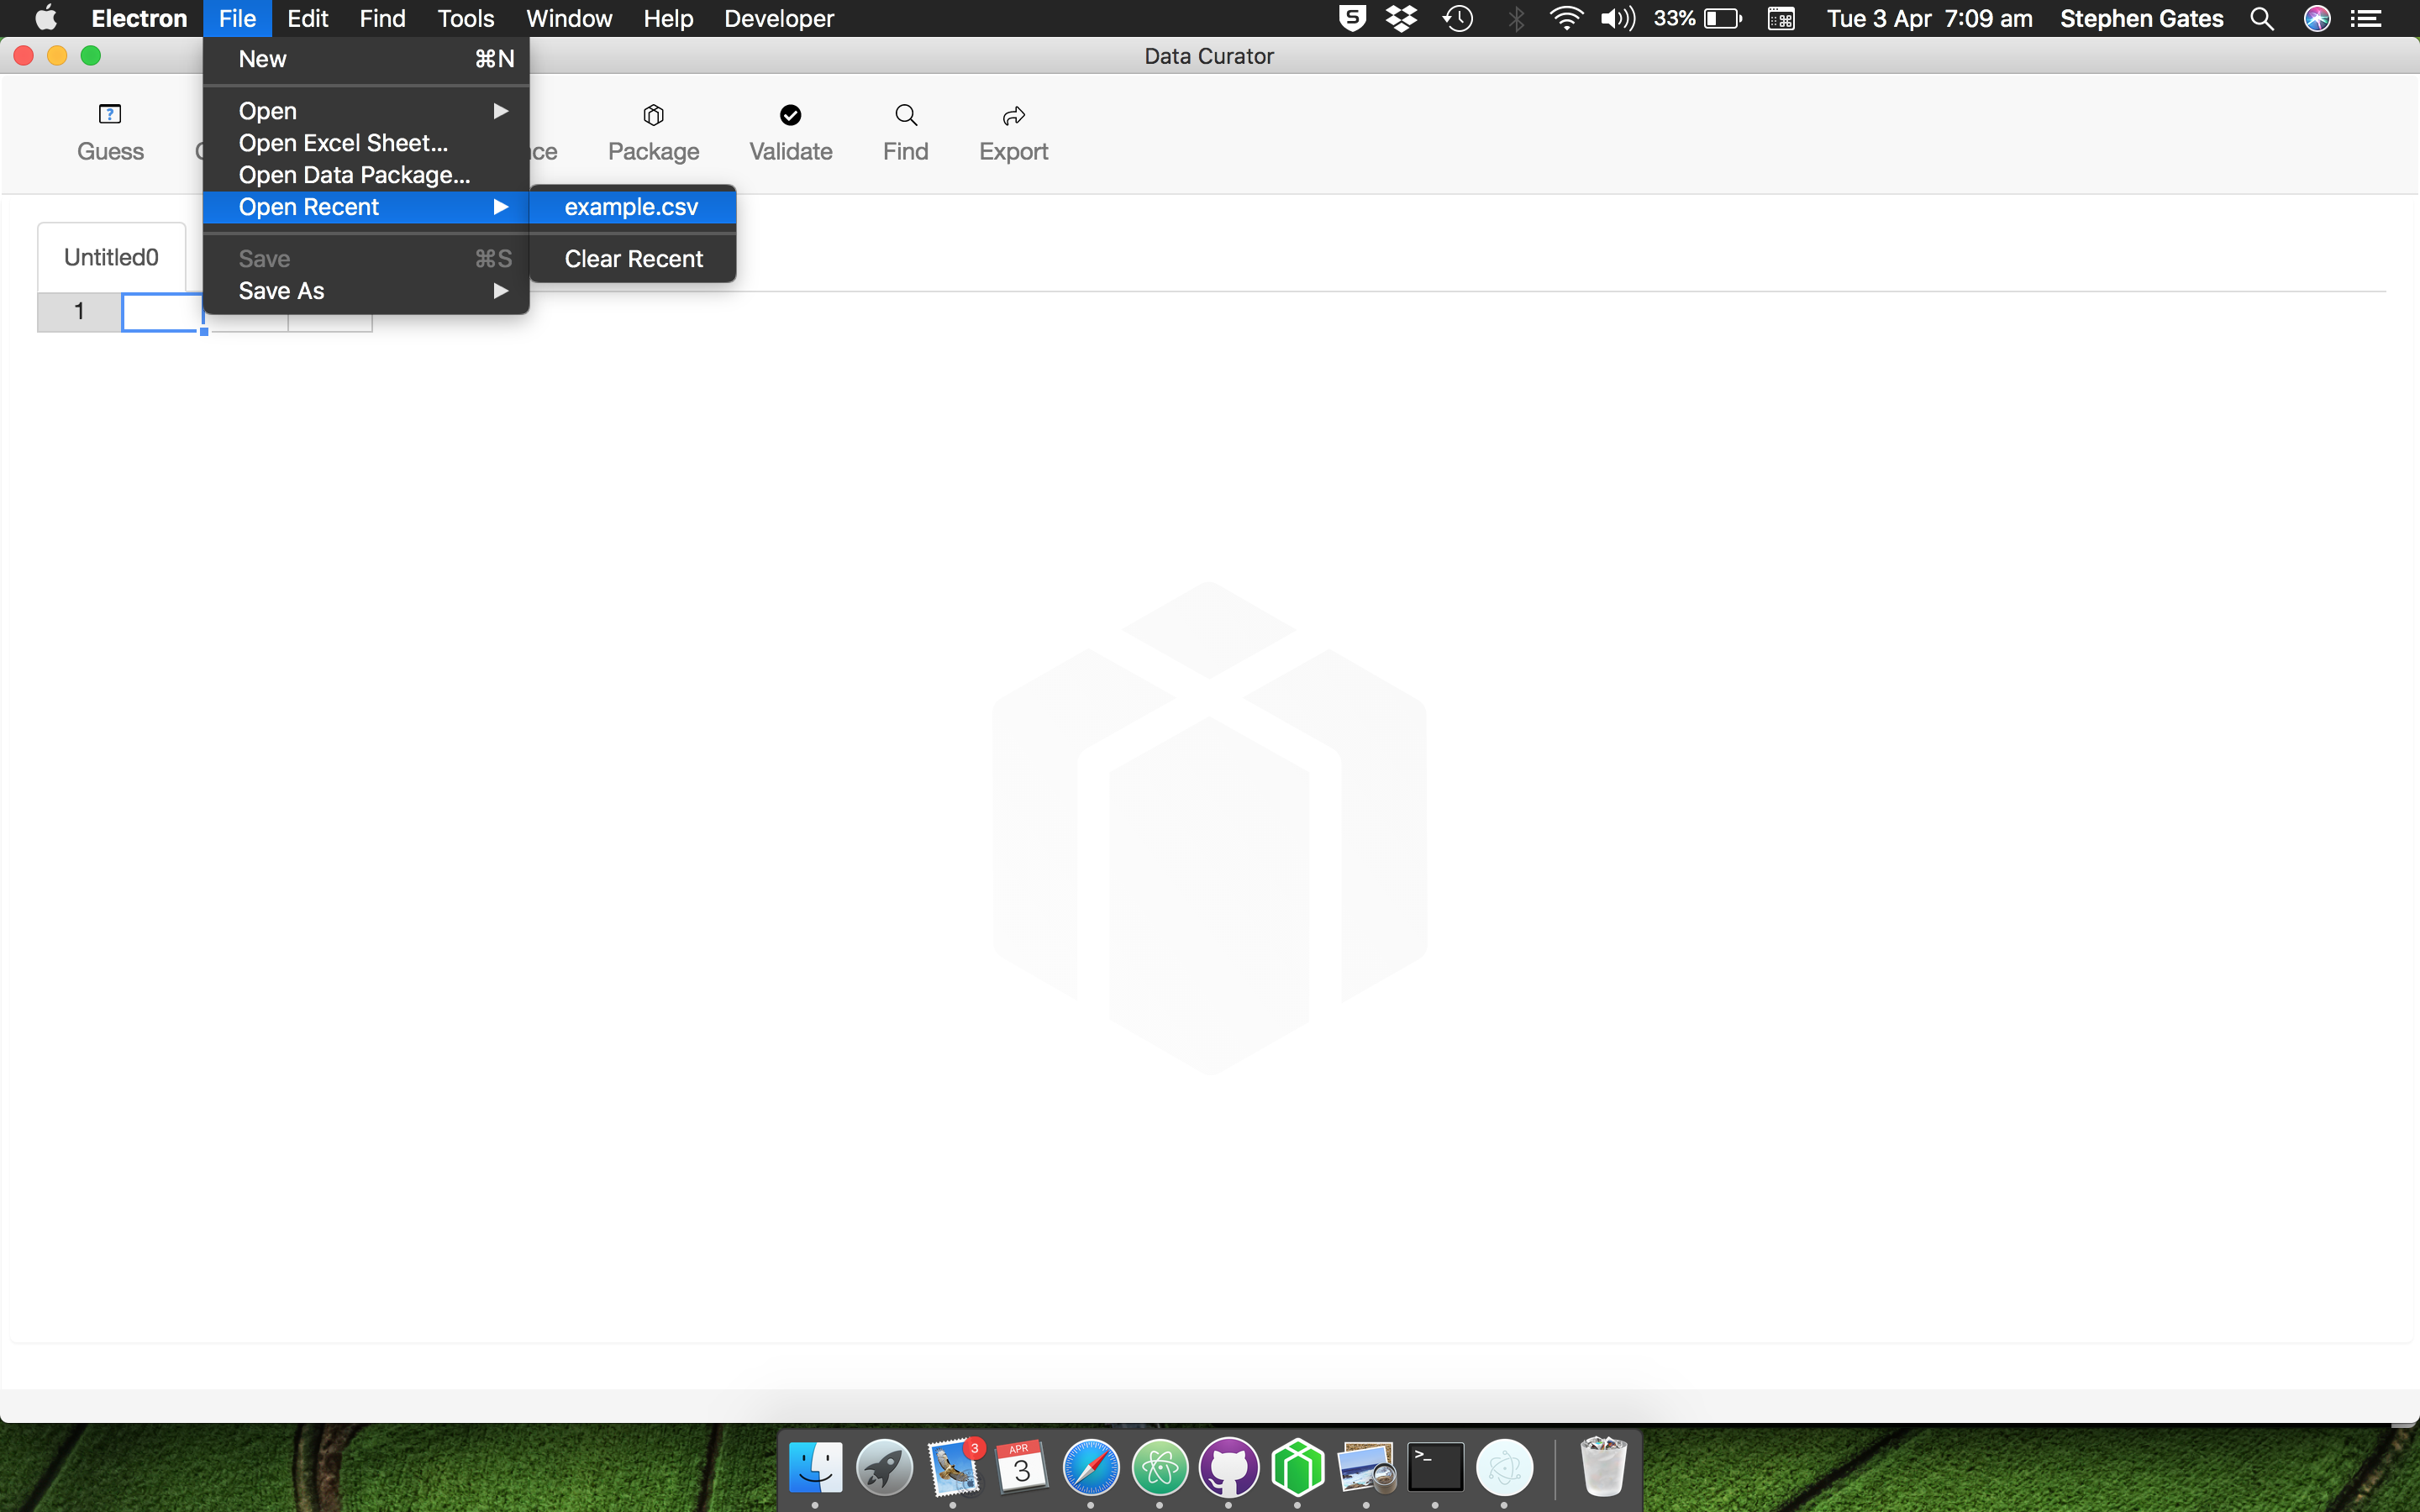 Electron File Edit Find Tools Window Help Developer 33% Tue 3 Apr 7:09 am Stephen Gates
Data Curator
New ⌘N
Open
Open Excel Sheet...
Open Data Package...
Open Recent
Save ⌘S
Save As
example.csv
Clear Recent
Guess Package Validate Find Export
Untitled0
1
3
APR
3
>_